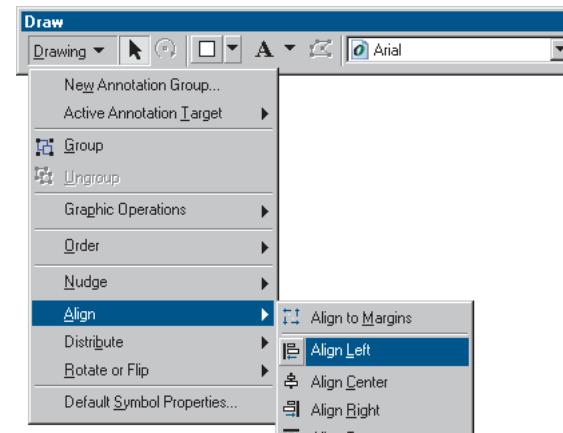 Draw
Drawing A Arial
New Annotation Group...
Active Annotation Target
Group
Ungroup
Graphic Operations
Order
Nudge
Align
Align to Margins
Distribute
Align Left
Rotate or Flip
Align Center
Default Symbol Properties...
Align Right